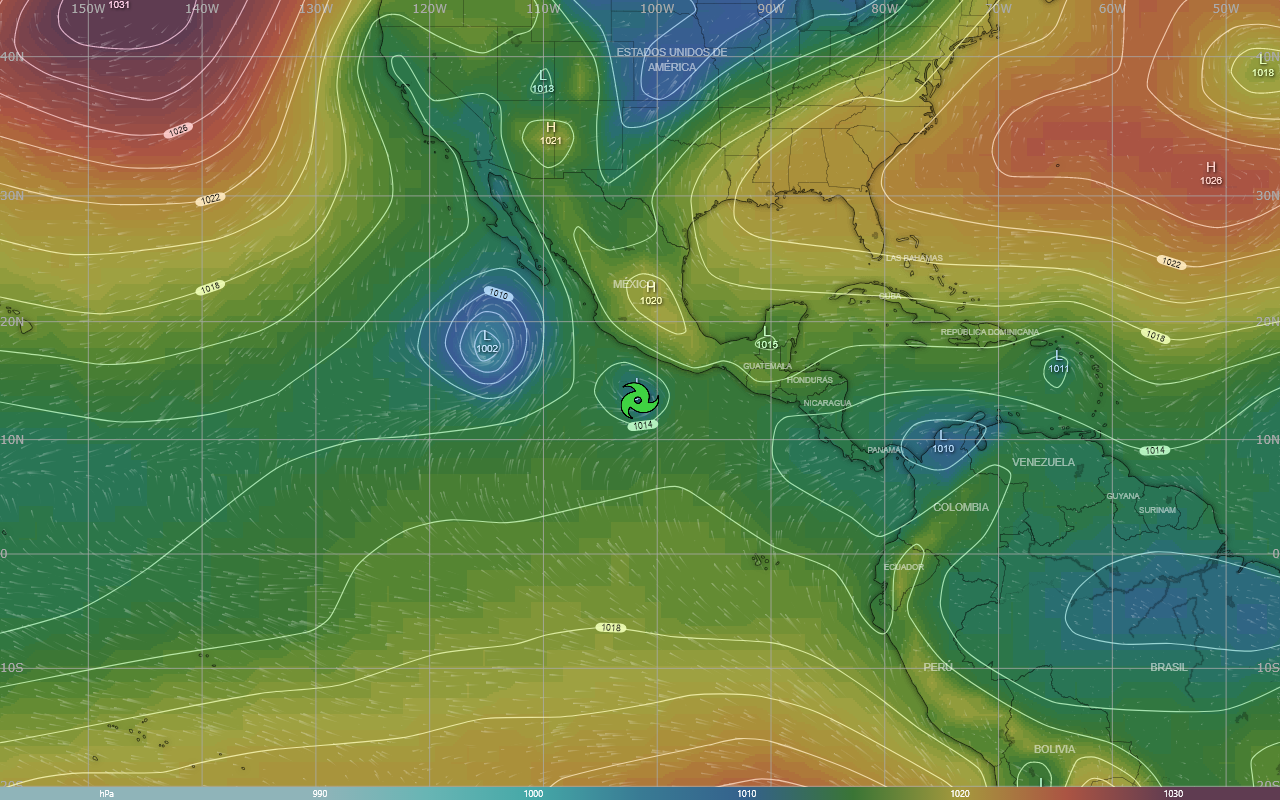 150W 140W 130W 120W 110W 100W 90W 80W 70W 60W 50W
1031
40N
ESTADOS UNIDOS DE
AMÉRICA
L
1018
L
1013
1026
H
1021
H
1026
30N
1022
LAS BAHAMAS
1022
1018
MÉXICO
H
1020
1010
CUBA
20N
REPÚBLICA DOMINICANA
1018
L
1002
L
1015
GUATEMALA
HONDURAS
L
1011
NICARAGUA
1014
10N
PANAMÁ
L
1010
1014
VENEZUELA
GUYANA
COLOMBIA
SURINAM
0
ECUADOR
1018
10S
PERÚ
BRASIL
10S
BOLIVIA
L
20S
hPa 990 1000 1010 1020 1030